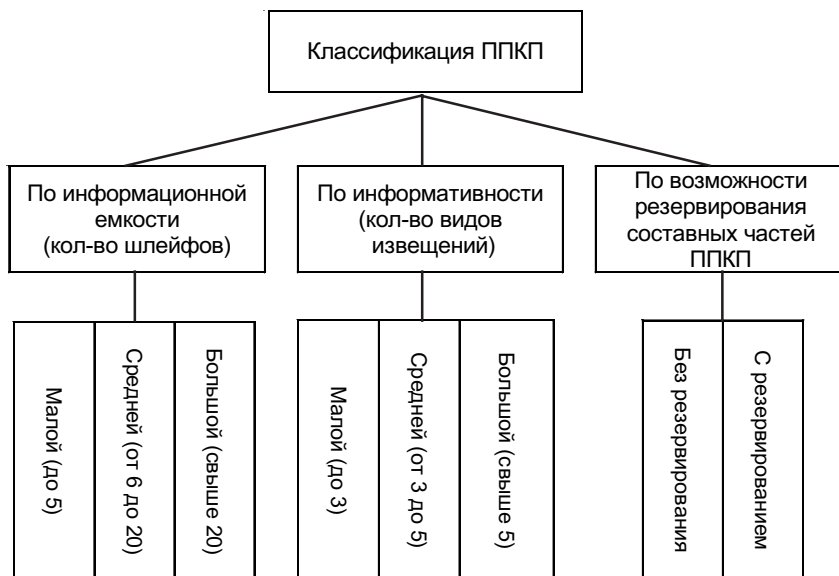 Классификация ППКП
По информационной
емкости
(кол-во шлейфов)
По информативности
(кол-во видов
извещений)
По возможности
резервирования
составных частей
ППКП
Малой (до 5)
Средней (от 6 до 20)
Большой (свыше 20)
Малой (до 3)
Средней (от 3 до 5)
Большой (свыше 5)
Без резервирования
С резервированием